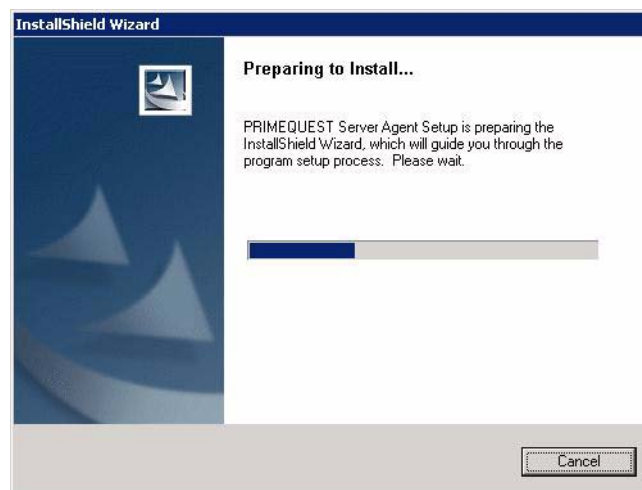 InstallShield Wizard
Preparing to Install...
PRIMEQUEST Server Agent Setup is preparing the
InstallShield Wizard, which will guide you through the
program setup process. Please wait.
Cancel